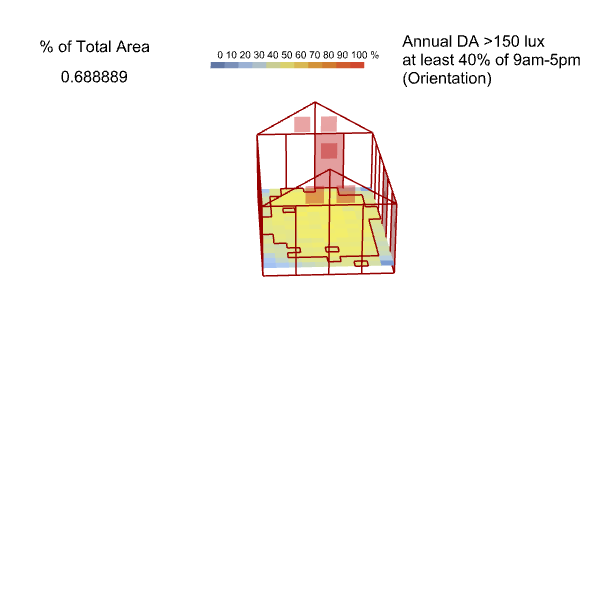 % of Total Area
0.688889
0 10 20 30 40 50 60 70 80 90 100 %
Annual DA >150 lux
at least 40% of 9am-5pm
(Orientation)